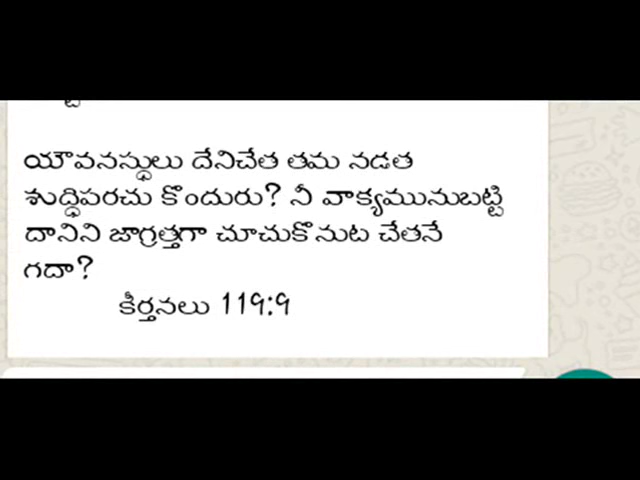 యౌవనస్థులు దేనిచేత తమ నడత
శుద్ధిపరచు కొందురు? నీ వాక్యమునుబట్టి
దానిని జాగ్రత్తగా చూచుకొనుట చేతనే
గదా?
కీర్తనలు 119:9